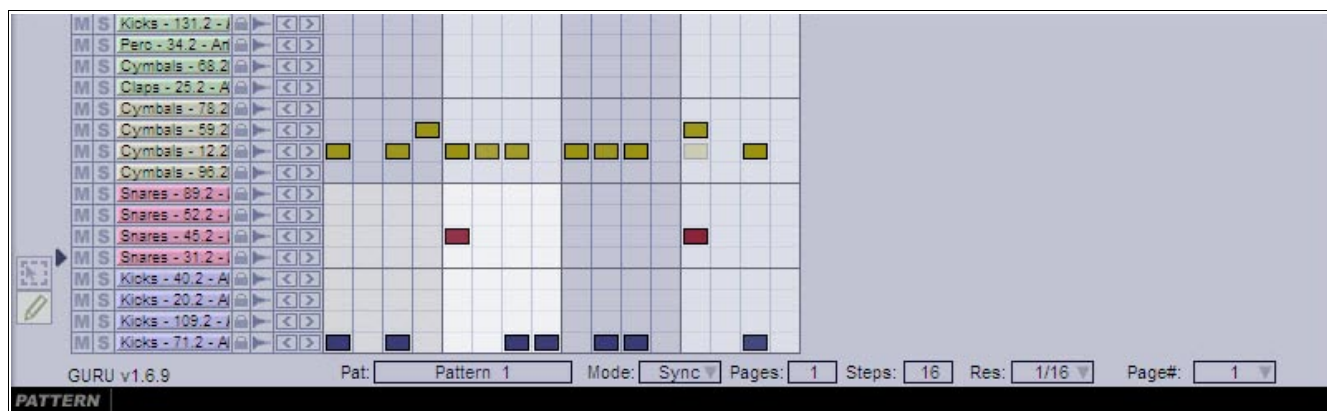 M S Kicks - 131.2 - A < >
M S Perc - 34.2 - An < >
M S Cymbals - 68.2 < >
M S Claps - 25.2 - A < >
M S Cymbals - 78.2 < >
M S Cymbals - 59.2 < >
M S Cymbals - 12.2 < >
M S Cymbals - 96.2 < >
M S Snares - 89.2 - < >
M S Snares - 52.2 - < >
M S Snares - 45.2 - < >
M S Snares - 31.2 - < >
M S Kicks - 40.2 - A < >
M S Kicks - 20.2 - A < >
M S Kicks - 109.2 - < >
M S Kicks - 71.2 - A < >
GURU v1.6.9 Pat: Pattern 1 Mode: Sync Pages: 1 Steps: 16 Res: 1/16 Page#: 1
PATTERN